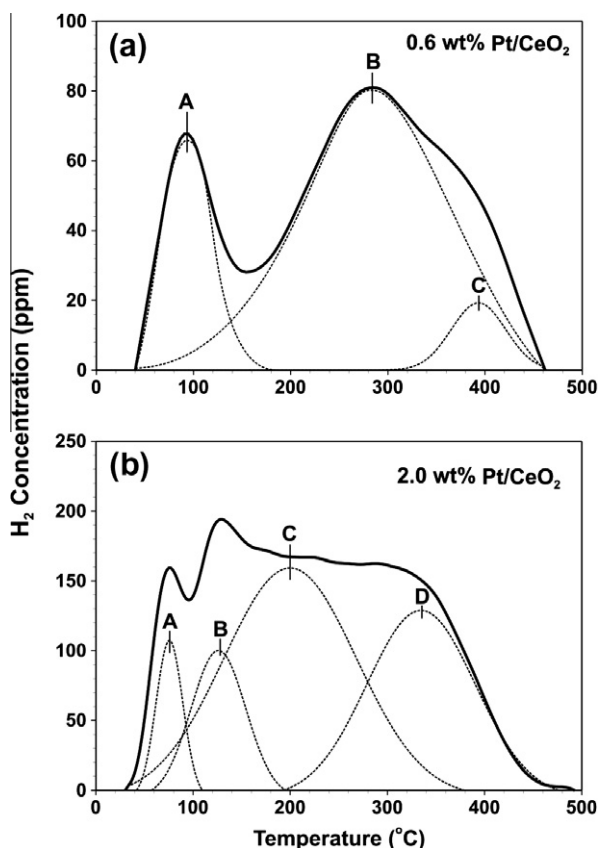 (a)
0.6 wt% Pt/CeO₂
A
B
C
100
80
60
40
20
0
0 100 200 300 400 500
H₂ Concentration (ppm)
(b)
2.0 wt% Pt/CeO₂
A
B
C
D
250
200
150
100
50
0
0 100 200 300 400 500
Temperature (°C)